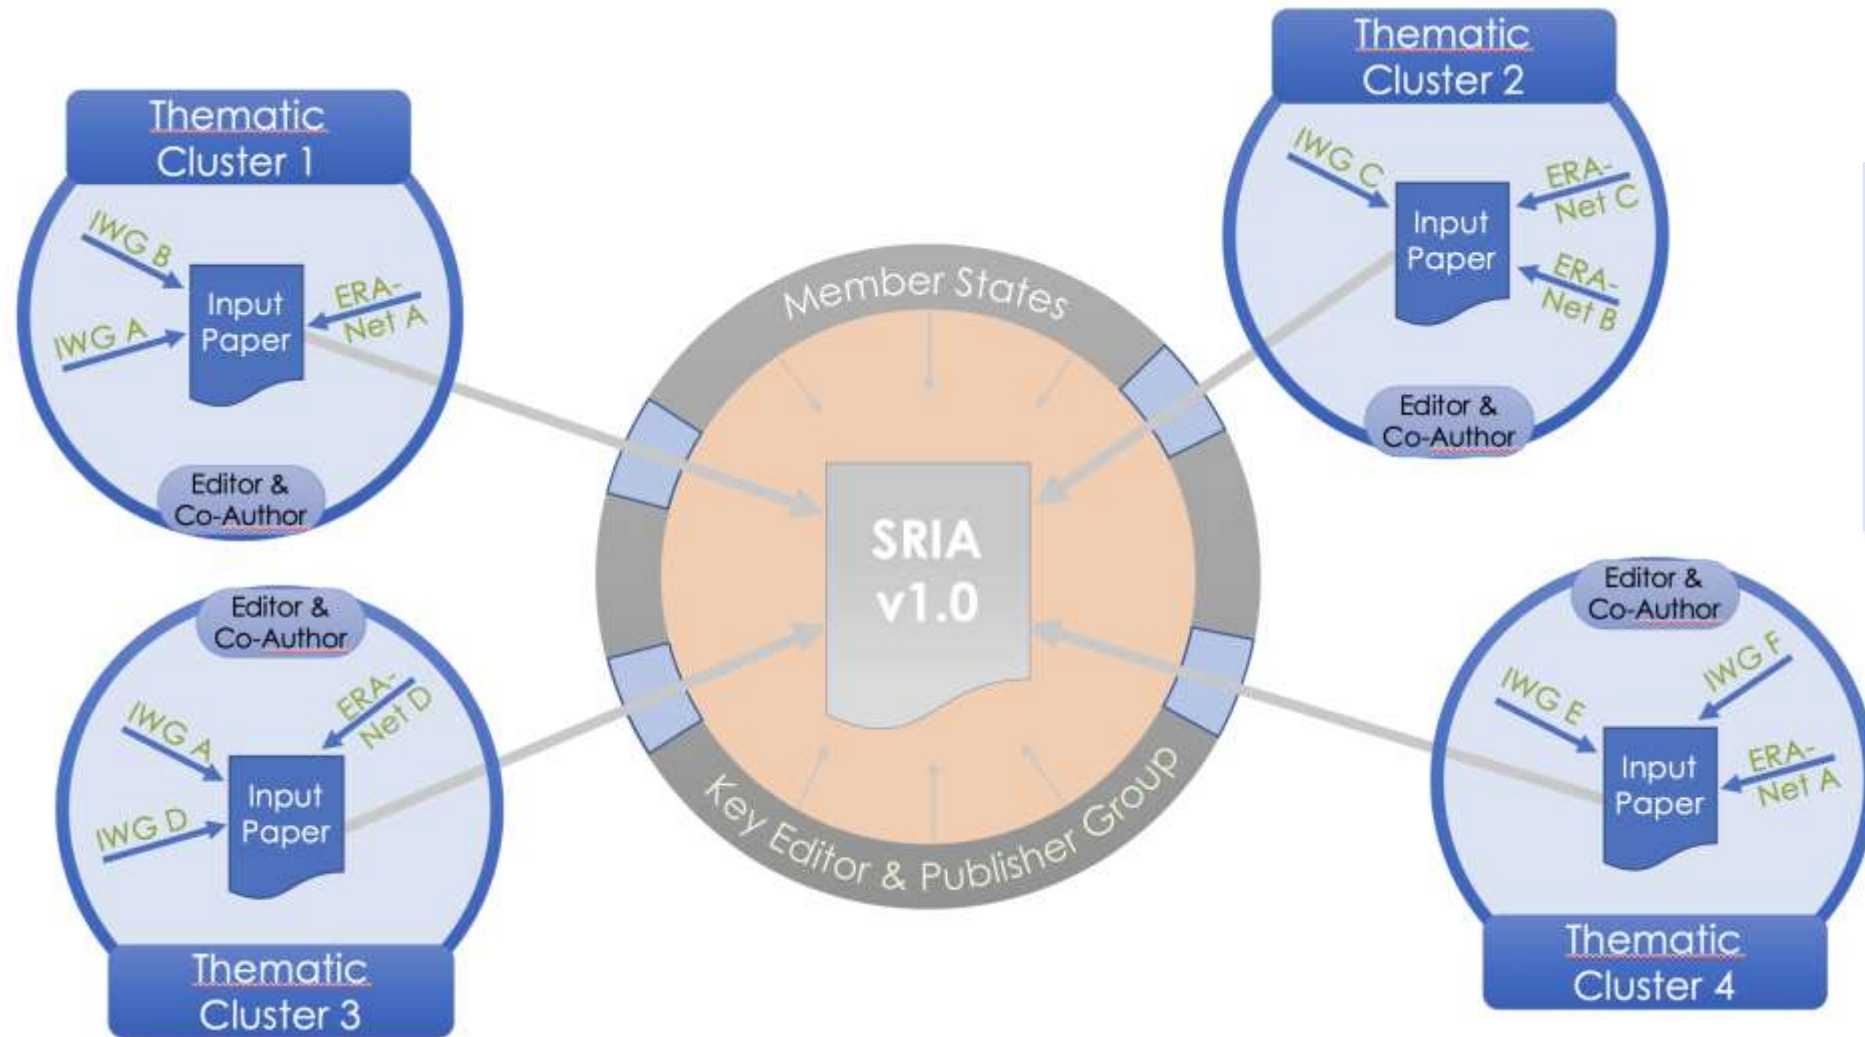 Thematic
Cluster 1
IWG B
IWG A
Input
Paper
ERA-
Net A
Editor &
Co-Author
Thematic
Cluster 2
IWG C
Input
Paper
ERA-
Net C
ERA-
Net B
Editor &
Co-Author
Member States
SRIA
v1.0
Key Editor & Publisher Group
Editor &
Co-Author
IWG A
IWG D
ERA-
Net D
Input
Paper
Thematic
Cluster 3
Editor &
Co-Author
IWG E
IWG F
Input
Paper
ERA-
Net A
Thematic
Cluster 4